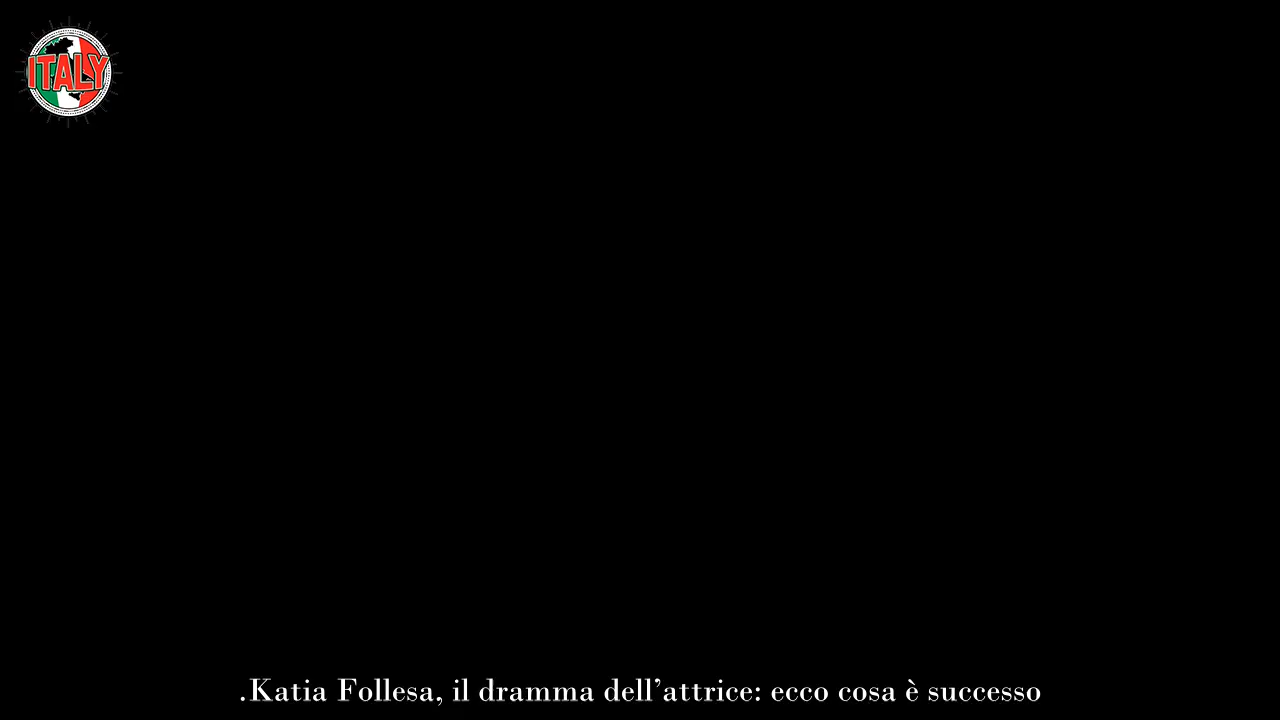 ITALY
.Katia Follesa, il dramma dell’attrice: ecco cosa è successo